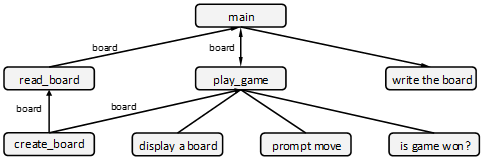 main
board
board
read_board
play_game
write the board
board
board
create_board
display a board
prompt move
is game won?